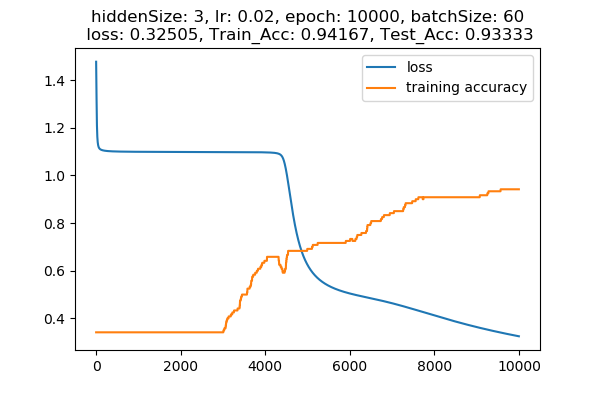 hiddenSize: 3, lr: 0.02, epoch: 10000, batchSize: 60
loss: 0.32505, Train_Acc: 0.94167, Test_Acc: 0.93333
loss
training accuracy
1.4
1.2
1.0
0.8
0.6
0.4
0 2000 4000 6000 8000 10000